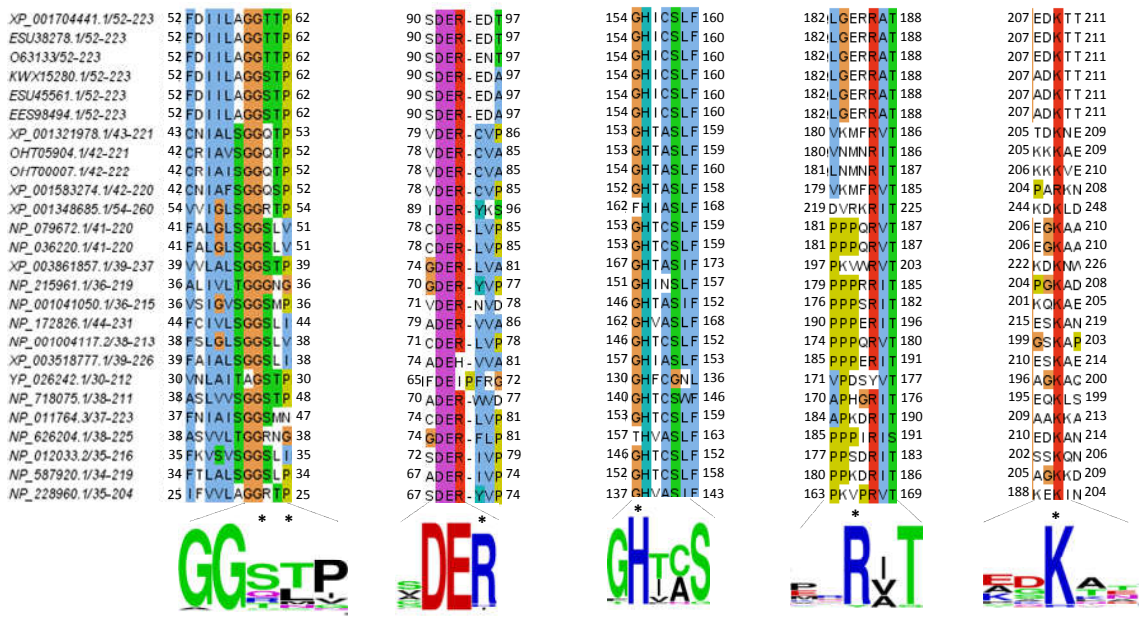 XP_001704441.1/52-223 52 FDIILAGGTTP 62 90 SDER-EDT 97 154 GHICSLF 160 182 LGERRAT 188 207 EDKTT 211
ESU38278.1/52-223 52 FDIILAGGTTP 62 90 SDER-EDT 97 154 GHICSLF 160 182 LGERRAT 188 207 EDKTT 211
O63133/52-223 52 FDIILAGGTTP 62 90 SDER-ENT 97 154 GHICSLF 160 182 LGERRAT 188 207 EDKTT 211
KWX15280.1/52-223 52 FDIILAGGTTP 62 90 SDER-EDA 97 154 GHICSLF 160 182 LGERRAT 188 207 ADKTT 211
ESU45561.1/52-223 52 FDIILAGGSTP 62 90 SDER-EDA 97 154 GHICSLF 160 182 LGERRAT 188 207 ADKTT 211
EES98494.1/52-223 52 FDIILAGGSTP 62 90 SDER-EDA 97 154 GHICSLF 160 182 LGERRAT 188 207 ADKTT 211
XP_001321978.1/43-221 43 CNIALSGGQTP 53 79 VDER-CVP 86 153 GHTASLF 159 180 VKMFRVT 186 205 TDKNE 209
OHT05904.1/42-221 42 CRIAVSGGQTP 52 78 VDER-CVA 85 154 GHTASLF 160 180 VNMNRIT 186 205 KKKAE 209
OHT00007.1/42-222 42 CRIAISGGQTP 52 78 VDER-CVA 85 154 GHTASLF 160 181 LNMNRIT 187 206 KKKVE 210
XP_001583274.1/42-220 42 CNIAFSGGQSP 52 78 VDER-CVP 85 152 GHTASLF 158 179 VKMFRVT 185 204 PARKN 208
XP_001348685.1/54-260 54 VVIGLSGGRTP 54 89 IDER-YKS 96 162 FHIASLF 168 219 DVRKRIT 225 244 KDKLD 248
NP_079672.1/41-220 41 FALGLSGGSLV 51 78 CDER-LVP 85 153 GHTCSLF 159 181 PPPQRVT 187 206 EGKAA 210
NP_036220.1/41-220 41 FALGLSGGSLV 51 78 CDER-LVP 85 153 GHTCSLF 159 181 PPPQRVT 187 206 EGKAA 210
XP_003861857.1/39-237 39 VVLALSGGSTP 39 74 GDER-LVA 81 167 GHTASIF 173 197 PKVWRVT 203 222 KDKNW 226
NP_215961.1/36-219 36 ALIVLTGGGNG 36 70 GDER-YVP 77 151 GHINSLF 157 179 PPPRRIT 185 204 PGKAD 208
NP_001041050.1/36-215 36 VSIGVSGGSMP 36 71 VDER-NVD 78 146 GHTASIF 152 176 PPSRIT 182 201 KQKAE 205
NP_172826.1/44-231 44 FCIVLSGGSLI 44 79 ADER-VVA 86 162 GHVASLF 168 190 PPPERIT 196 215 ESKAN 219
NP_001004117.2/38-213 38 FSLGLSGGSLV 38 71 CDER-LVP 78 146 GHTCSLF 152 174 PPPQRVT 180 199 GSKAP 203
XP_003518777.1/39-226 39 FAIALSGGSLI 38 74 ADEH-VVA 81 157 GHIASLF 163 185 PPPERIT 191 210 ESKAE 214
YP_026242.1/30-212 30 VNLAITAGSTP 30 65 IFDEIPFRG 72 130 GHFCGNL 136 171 VPDSYVT 177 196 AGKAG 200
NP_718075.1/38-211 38 ASLVVSGGSTP 48 70 ADER-WVD 77 140 GHTCSWF 146 170 APHGRIT 176 195 EQKLS 199
NP_011764.3/37-223 37 FNIAISGGSMN 47 74 CDER-LVP 81 153 GHTCSLF 159 184 APKDRIT 190 209 AAKKA 213
NP_626204.1/38-225 38 ASVVLTGGRNG 38 74 GDER-FLP 81 157 THVASLF 163 185 PPPIRIS 191 210 EDKAN 214
NP_012033.2/35-216 35 FKVSVSGGSLI 35 72 SDER-IVP 79 146 GHTCSLF 152 177 PPSDRIT 183 202 SSKQN 206
NP_587920.1/34-219 34 FTLALSGGSLP 34 67 ADER-IVP 74 152 GHTCSLF 158 180 PPKDRIT 186 205 AGKKD 209
NP_228960.1/35-204 25 IFVVLAGGRTP 25 67 SDER-YVP 74 137 GHVASIF 143 163 PKVPRVT 169 188 KEKIN 204
* * * * * *
GGSTP DER GHTCS RIT EDKA